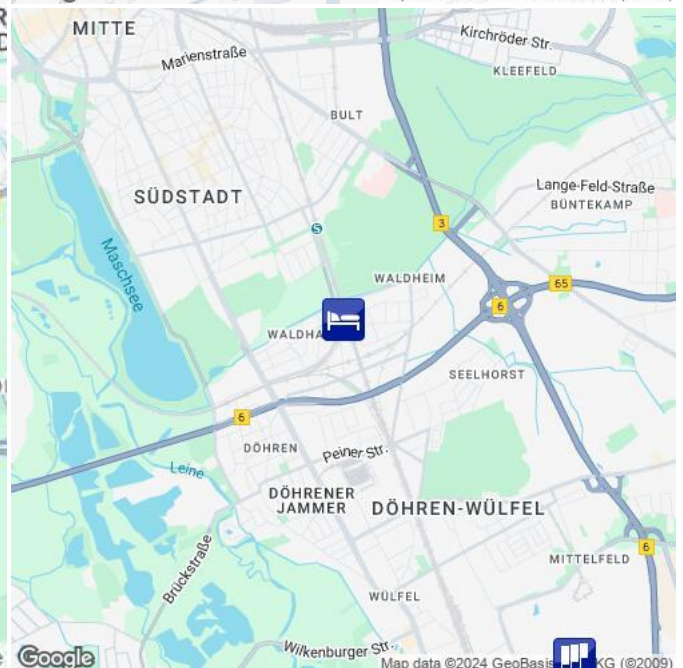 MITTE
Marienstraße
Kirchröder Str.
KLEEFELD
BULT
SÜDSTADT
Lange-Feld-Straße
BÜNTEKAMP
3
Maschsee
S
WALDHEIM
65
6
WALDHA
SEELHORST
6
DÖHREN
Peiner Str.
Leine
DÖHRENER
JAMMER
DÖHREN-WÜLFEL
6
MITTELFELD
Brückstraße
WÜLFEL
Wilkenburger Str.
Google
Map data ©2024 GeoBasis KG (©2009)